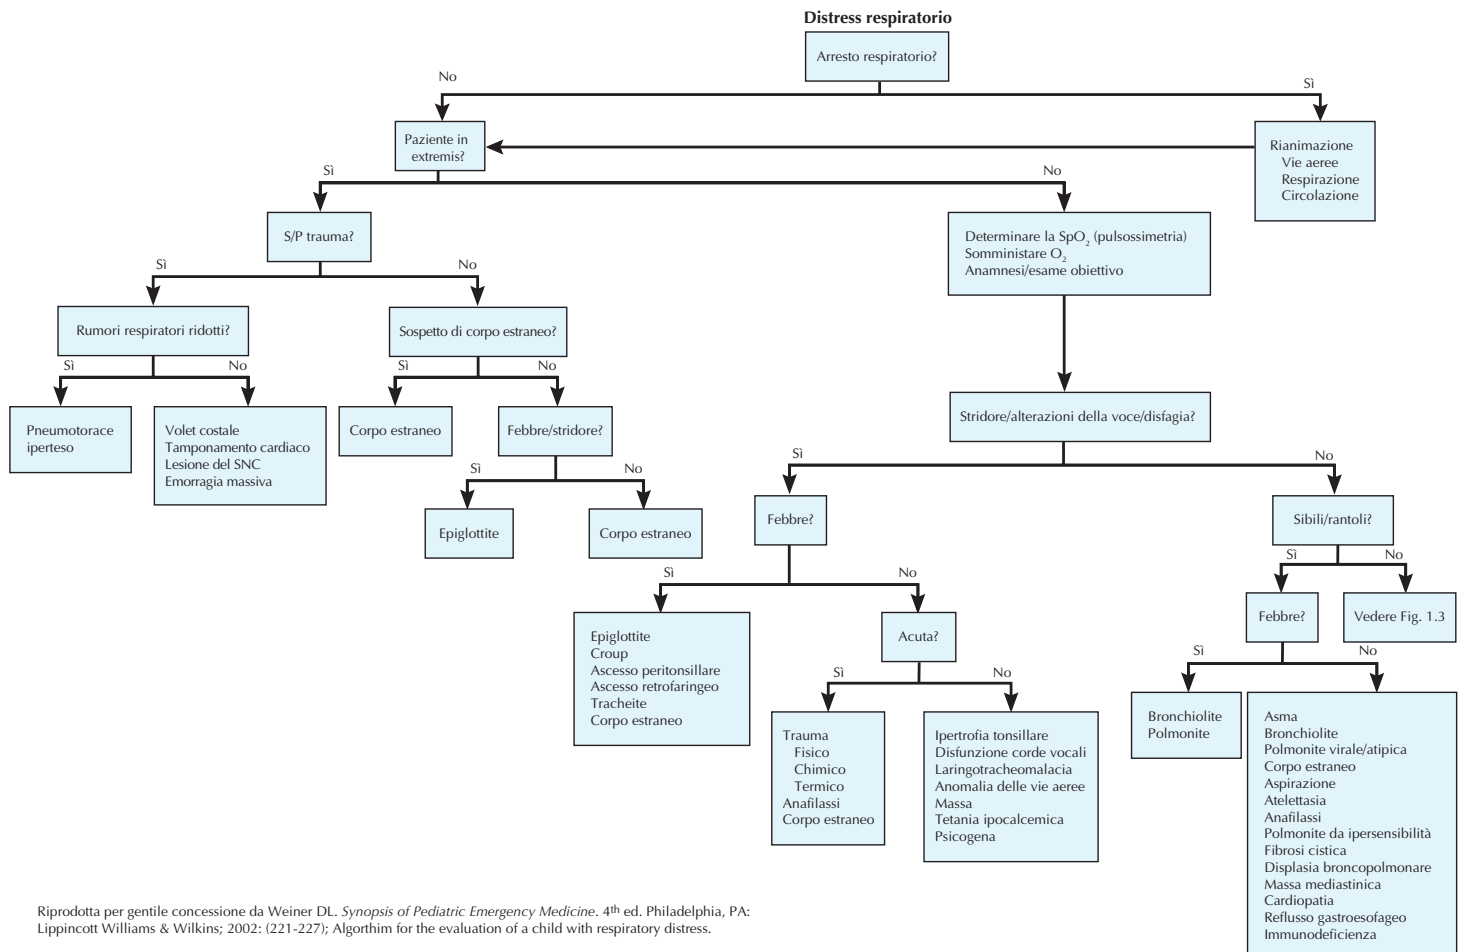 Distress respiratorio
Arresto respiratorio?
No
Sì
Paziente in
extremis?
Rianimazione
Vie aeree
Respirazione
Circolazione
Sì
No
S/P trauma?
Determinare la SpO2 (pulsossimetria)
Somministare O2
Anamnesi/esame obiettivo
Sì
No
Rumori respiratori ridotti?
Sospetto di corpo estraneo?
Sì
No
Sì
No
Pneumotorace
iperteso
Volet costale
Tamponamento cardiaco
Lesione del SNC
Emorragia massiva
Corpo estraneo
Febbre/stridore?
Stridore/alterazioni della voce/disfagia?
Sì
No
Sì
No
Epiglottite
Corpo estraneo
Febbre?
Sibili/rantoli?
Sì
No
Sì
No
Epiglottite
Croup
Ascesso peritonsillare
Ascesso retrofaringeo
Tracheite
Corpo estraneo
Acuta?
Febbre?
Vedere Fig. 1.3
Sì
No
Sì
No
Trauma
Fisico
Chimico
Termico
Anafilassi
Corpo estraneo
Ipertrofia tonsillare
Disfunzione corde vocali
Laringotracheomalacia
Anomalia delle vie aeree
Massa
Tetania ipocalcemica
Psicogena
Bronchiolite
Polmonite
Asma
Bronchiolite
Polmonite virale/atipica
Corpo estraneo
Aspirazione
Atelettasia
Anafilassi
Polmonite da ipersensibilità
Fibrosi cistica
Displasia broncopolmonare
Massa mediastinica
Cardiopatia
Reflusso gastroesofageo
Immunodeficienza
Riprodotta per gentile concessione da Weiner DL. Synopsis of Pediatric Emergency Medicine. 4th ed. Philadelphia, PA:
Lippincott Williams & Wilkins; 2002: (221-227); Algorthim for the evaluation of a child with respiratory distress.